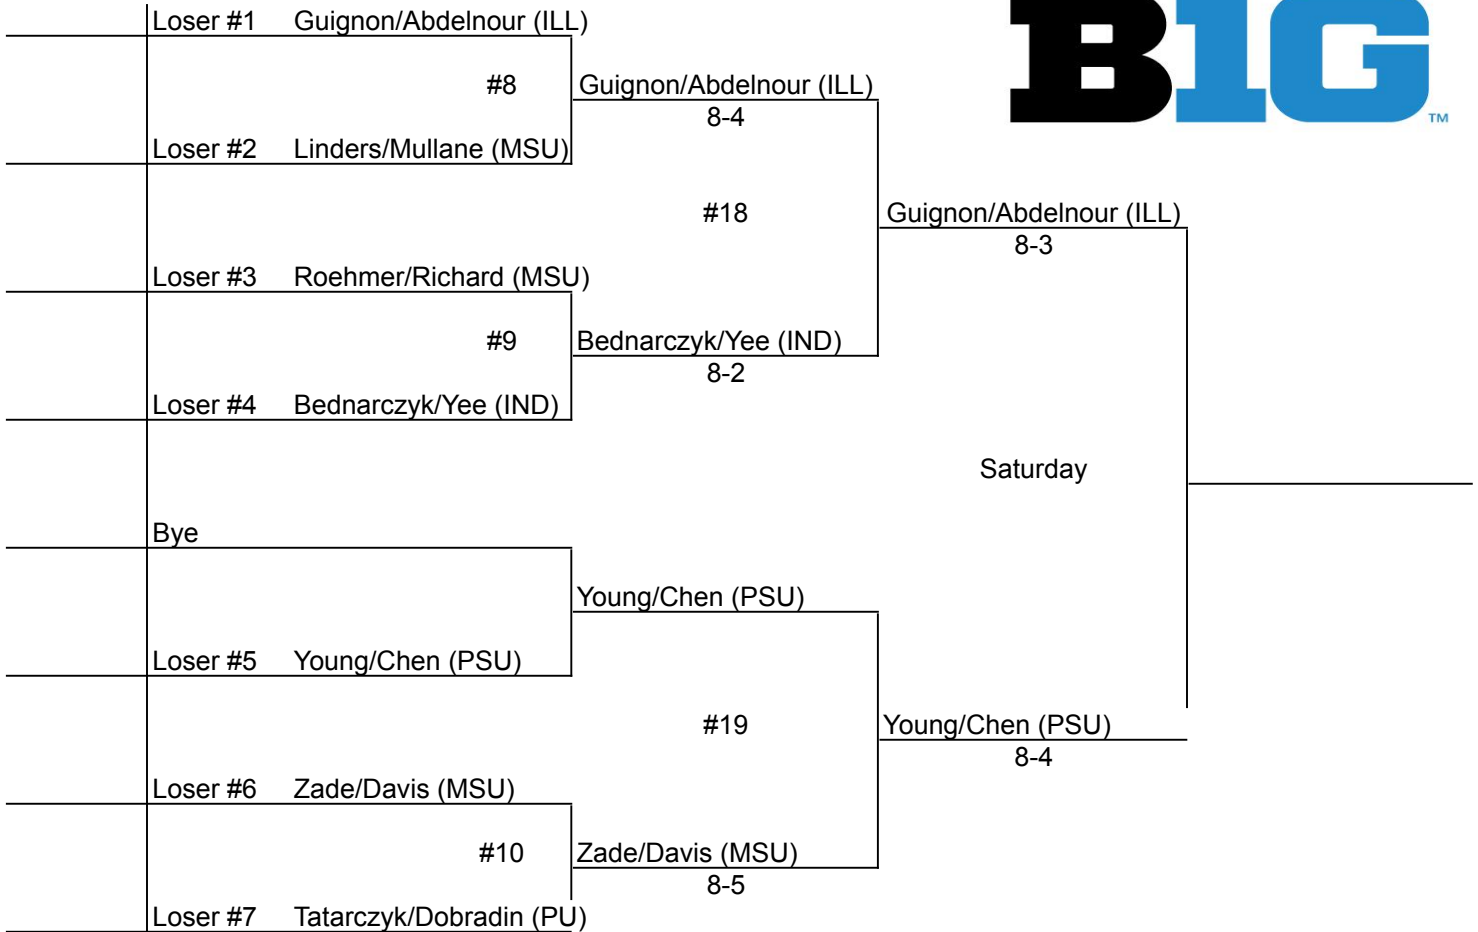 Loser #1 Guignon/Abdelnour (ILL)
B1G
#8 Guignon/Abdelnour (ILL)
8-4
TM
Loser #2 Linders/Mullane (MSU)
#18 Guignon/Abdelnour (ILL)
8-3
Loser #3 Roehmer/Richard (MSU)
#9 Bednarczyk/Yee (IND)
8-2
Loser #4 Bednarczyk/Yee (IND)
Saturday
Bye
Young/Chen (PSU)
Loser #5 Young/Chen (PSU)
#19 Young/Chen (PSU)
8-4
Loser #6 Zade/Davis (MSU)
#10 Zade/Davis (MSU)
8-5
Loser #7 Tatarczyk/Dobradin (PU)